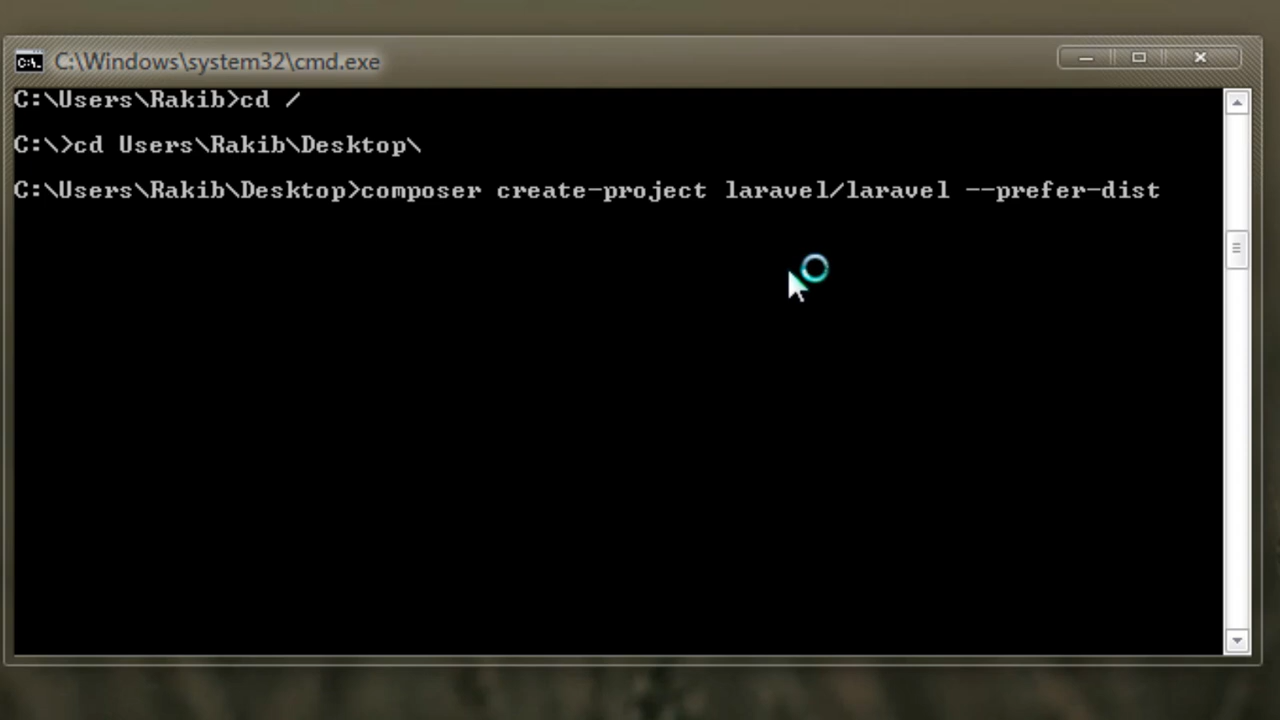 C:\Windows\system32\cmd.exe
C:\Users\Rakib>cd /
C:\>cd Users\Rakib\Desktop\
C:\Users\Rakib\Desktop>composer create-project laravel/laravel --prefer-dist